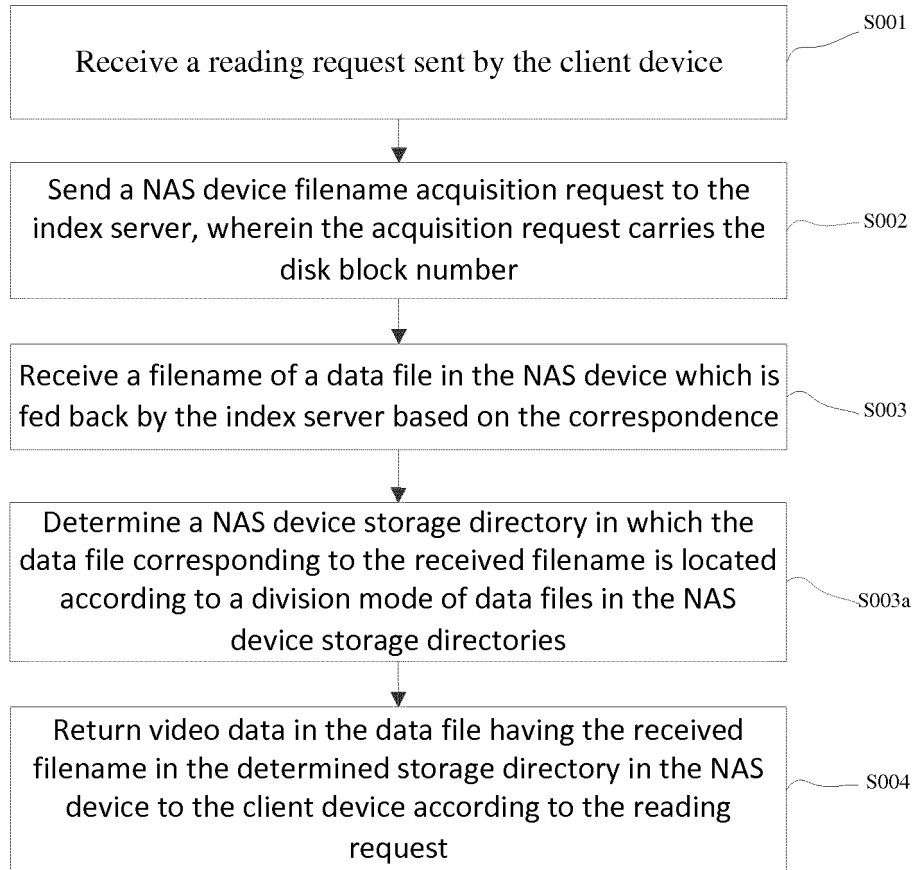 S001
Receive a reading request sent by the client device
Send a NAS device filename acquisition request to the
index server, wherein the acquisition request carries the
disk block number
S002
Receive a filename of a data file in the NAS device which is
fed back by the index server based on the correspondence
S003
Determine a NAS device storage directory in which the
data file corresponding to the received filename is located
according to a division mode of data files in the NAS
device storage directories
S003a
Return video data in the data file having the received
filename in the determined storage directory in the NAS
device to the client device according to the reading
request
S004